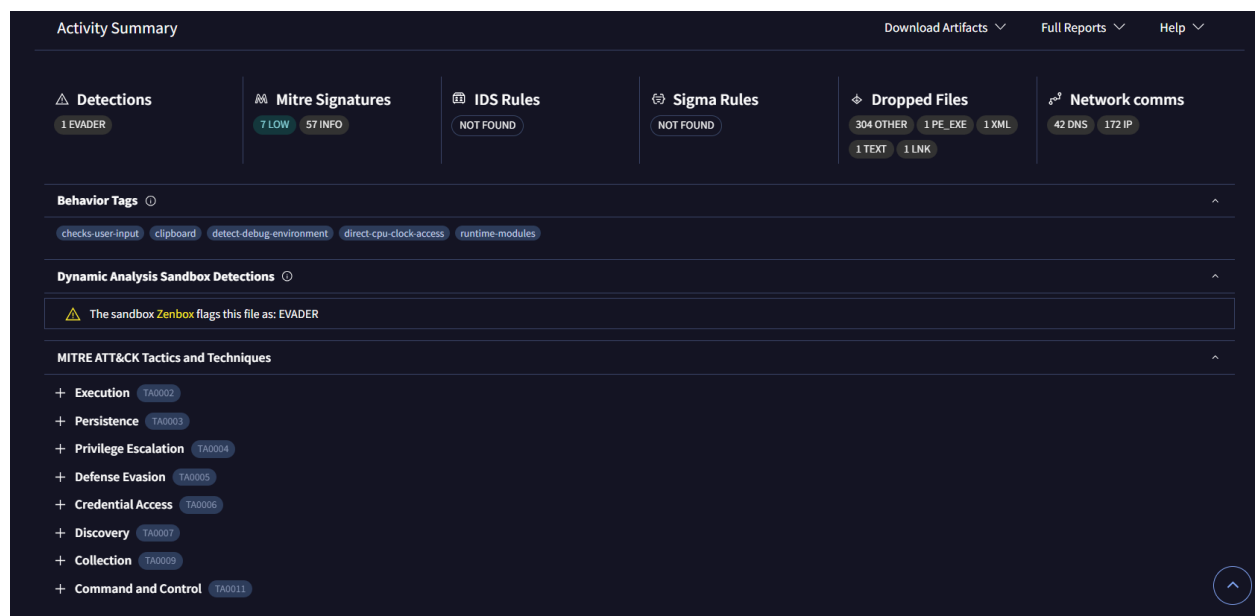 Activity Summary
Download Artifacts
Full Reports
Help
Detections
1 EVADER
Mitre Signatures
7 LOW 57 INFO
IDS Rules
NOT FOUND
Sigma Rules
NOT FOUND
Dropped Files
304 OTHER 1 PE_EXE 1 XML
1 TEXT 1 LNK
Network comms
42 DNS 172 IP
Behavior Tags
checks-user-input clipboard detect-debug-environment direct-cpu-clock-access runtime-modules
Dynamic Analysis Sandbox Detections
The sandbox Zenbox flags this file as: EVADER
MITRE ATT&CK Tactics and Techniques
Execution TA0002
Persistence TA0003
Privilege Escalation TA0004
Defense Evasion TA0005
Credential Access TA0006
Discovery TA0007
Collection TA0009
Command and Control TA0011